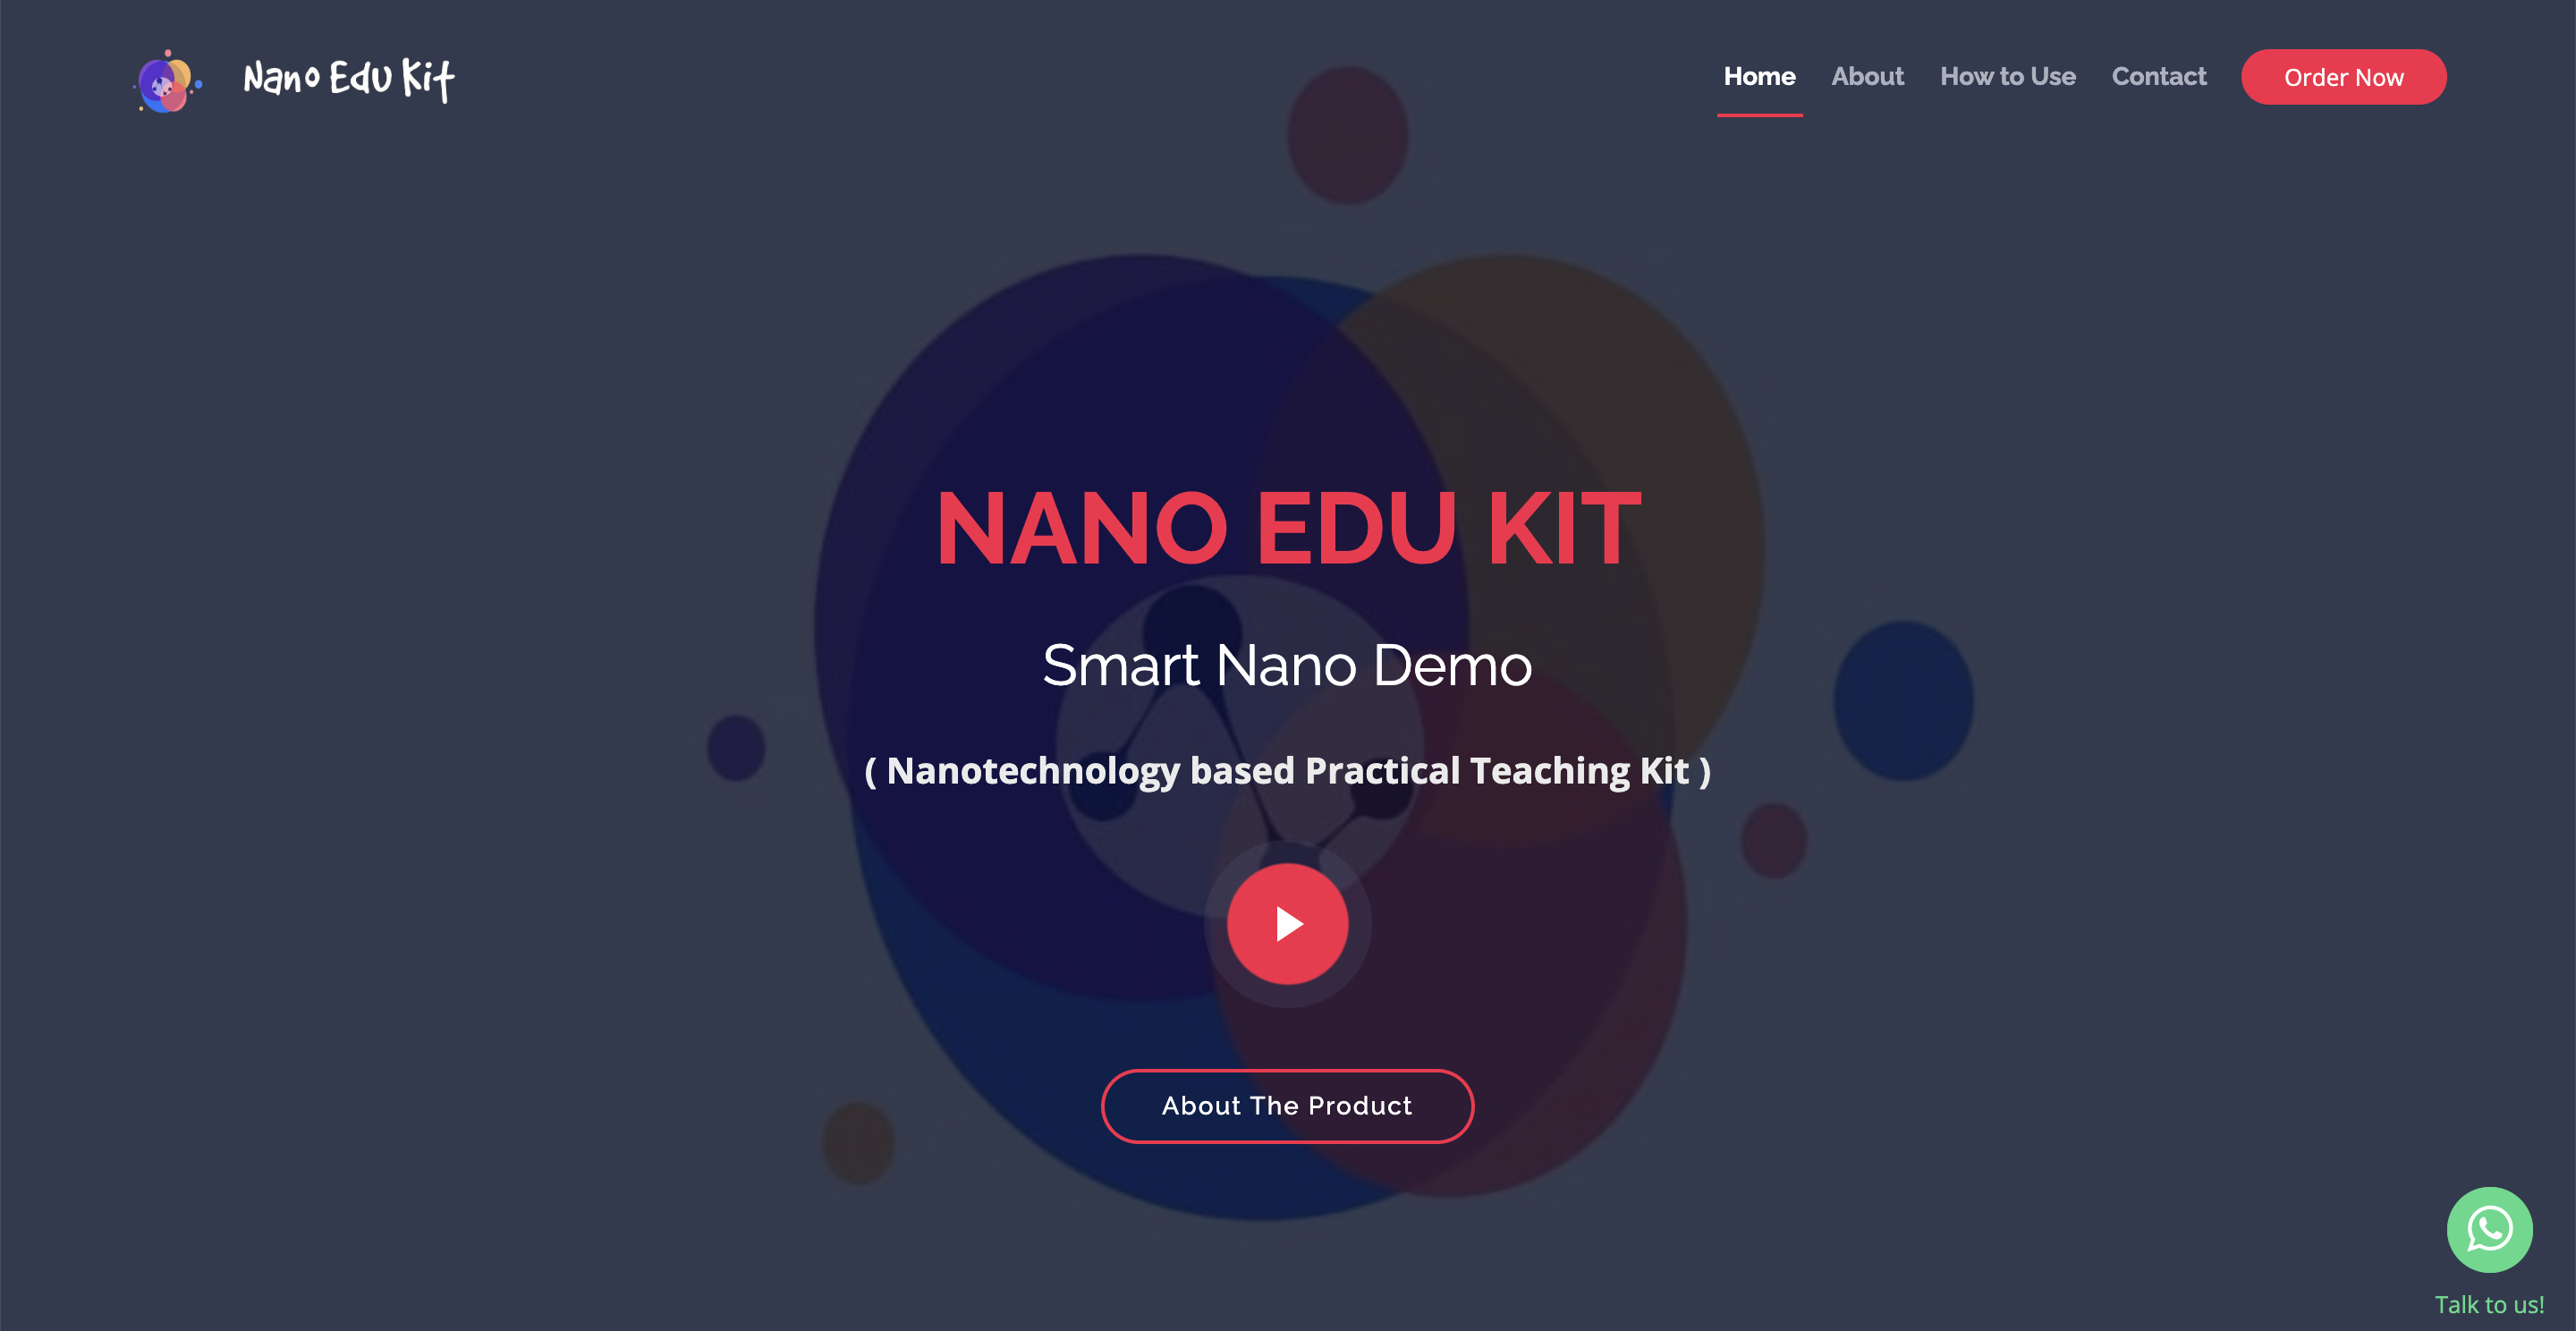 Nano Edu Kit
Home About How to Use Contact Order Now
NANO EDU KIT
Smart Nano Demo
( Nanotechnology based Practical Teaching Kit )
About The Product
Talk to us!